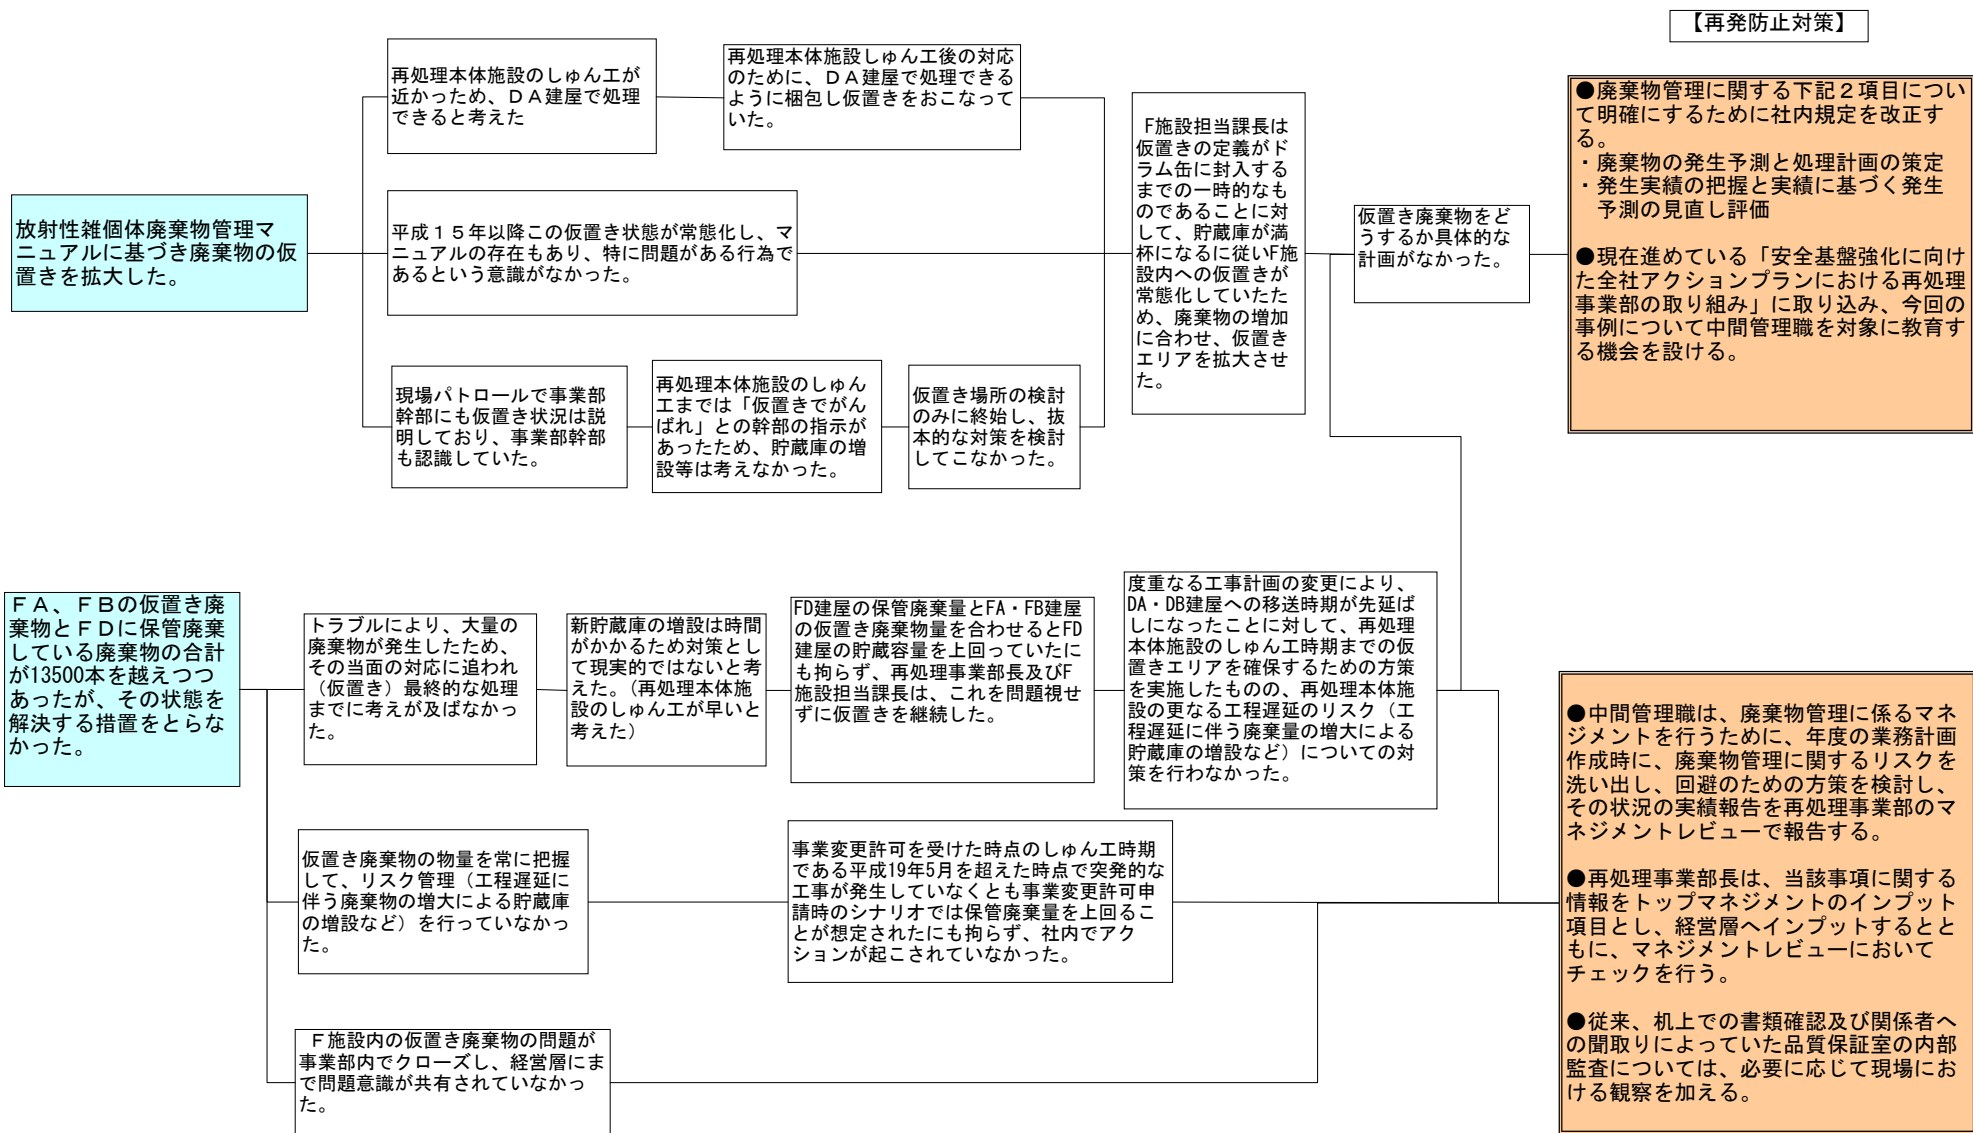 【再発防止対策】
再処理本体施設のしゅん工が
近かったため、ＤＡ建屋で処理
できると考えた
再処理本体施設しゅん工後の対応
のために、ＤＡ建屋で処理できる
ように梱包し仮置きをおこなって
いた。
放射性雑個体廃棄物管理マ
ニュアルに基づき廃棄物の仮
置きを拡大した。
平成１５年以降この仮置き状態が常態化し、マ
ニュアルの存在もあり、特に問題がある行為で
あるという意識がなかった。
現場パトロールで事業部
幹部にも仮置き状況は説
明しており、事業部幹部
も認識していた。
再処理本体施設のしゅん
工までは「仮置きでがん
ばれ」との幹部の指示が
あったため、貯蔵庫の増
設等は考えなかった。
仮置き場所の検討
のみに終始し、抜
本的な対策を検討
してこなかった。
F施設担当課長は
仮置きの定義がド
ラム缶に封入する
までの一時的なも
のであることに対
して、貯蔵庫が満
杯になるに従いF施
設内への仮置きが
常態化していたた
め、廃棄物の増加
に合わせ、仮置き
エリアを拡大させ
た。
仮置き廃棄物をど
うするか具体的な
計画がなかった。
●廃棄物管理に関する下記２項目につい
て明確にするために社内規定を改正す
る。
・廃棄物の発生予測と処理計画の策定
・発生実績の把握と実績に基づく発生
予測の見直し評価
●現在進めている「安全基盤強化に向け
た全社アクションプランにおける再処理
事業部の取り組み」に取り込み、今回の
事例について中間管理職を対象に教育す
る機会を設ける。
ＦＡ、ＦＢの仮置き廃
棄物とＦＤに保管廃棄
している廃棄物の合計
が13500本を越えつつ
あったが、その状態を
解決する措置をとらな
かった。
トラブルにより、大量の
廃棄物が発生したため、
その当面の対応に追われ
（仮置き）最終的な処理
までに考えが及ばなかっ
た。
新貯蔵庫の増設は時間
がかかるため対策とし
て現実的ではないと考
えた。(再処理本体施
設のしゅん工が早いと
考えた）
FD建屋の保管廃棄量とFA・FB建屋
の仮置き廃棄物量を合わせるとFD
建屋の貯蔵容量を上回っていたに
も拘らず、再処理事業部長及びF
施設担当課長は、これを問題視せ
ずに仮置きを継続した。
度重なる工事計画の変更により、
DA・DB建屋への移送時期が先延ば
しになったことに対して、再処理
本体施設のしゅん工時期までの仮
置きエリアを確保するための方策
を実施したものの、再処理本体施
設の更なる工程遅延のリスク（工
程遅延に伴う廃棄量の増大による
貯蔵庫の増設など）についての対
策を行わなかった。
仮置き廃棄物の物量を常に把握
して、リスク管理（工程遅延に
伴う廃棄物の増大による貯蔵庫
の増設など）を行っていなかっ
た。
事業変更許可を受けた時点のしゅん工時期
である平成19年5月を超えた時点で突発的な
工事が発生していなくとも事業変更許可申
請時のシナリオでは保管廃棄量を上回るこ
とが想定されたにも拘らず、社内でアク
ションが起こされていなかった。
Ｆ施設内の仮置き廃棄物の問題が
事業部内でクローズし、経営層にま
で問題意識が共有されていなかっ
た。
●中間管理職は、廃棄物管理に係るマネ
ジメントを行うために、年度の業務計画
作成時に、廃棄物管理に関するリスクを
洗い出し、回避のための方策を検討し、
その状況の実績報告を再処理事業部のマ
ネジメントレビューで報告する。
●再処理事業部長は、当該事項に関する
情報をトップマネジメントのインプット
項目とし、経営層へインプットするとと
もに、マネジメントレビューにおいて
チェックを行う。
●従来、机上での書類確認及び関係者へ
の聞取りによっていた品質保証室の内部
監査については、必要に応じて現場にお
ける観察を加える。